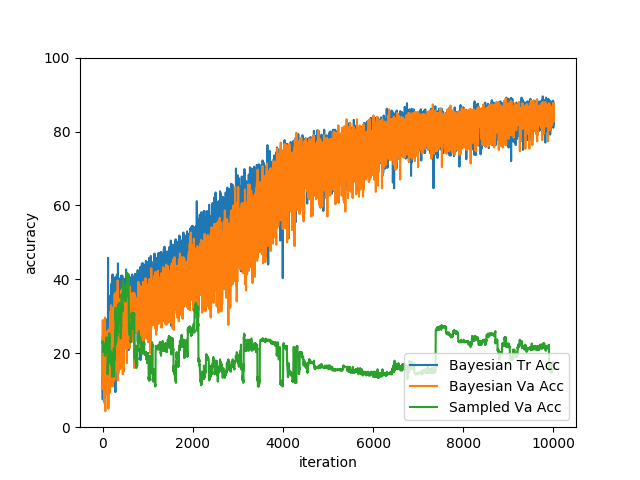 100
80
60
40
20
0
accuracy
0 2000 4000 6000 8000 10000
iteration
Bayesian Tr Acc
Bayesian Va Acc
Sampled Va Acc